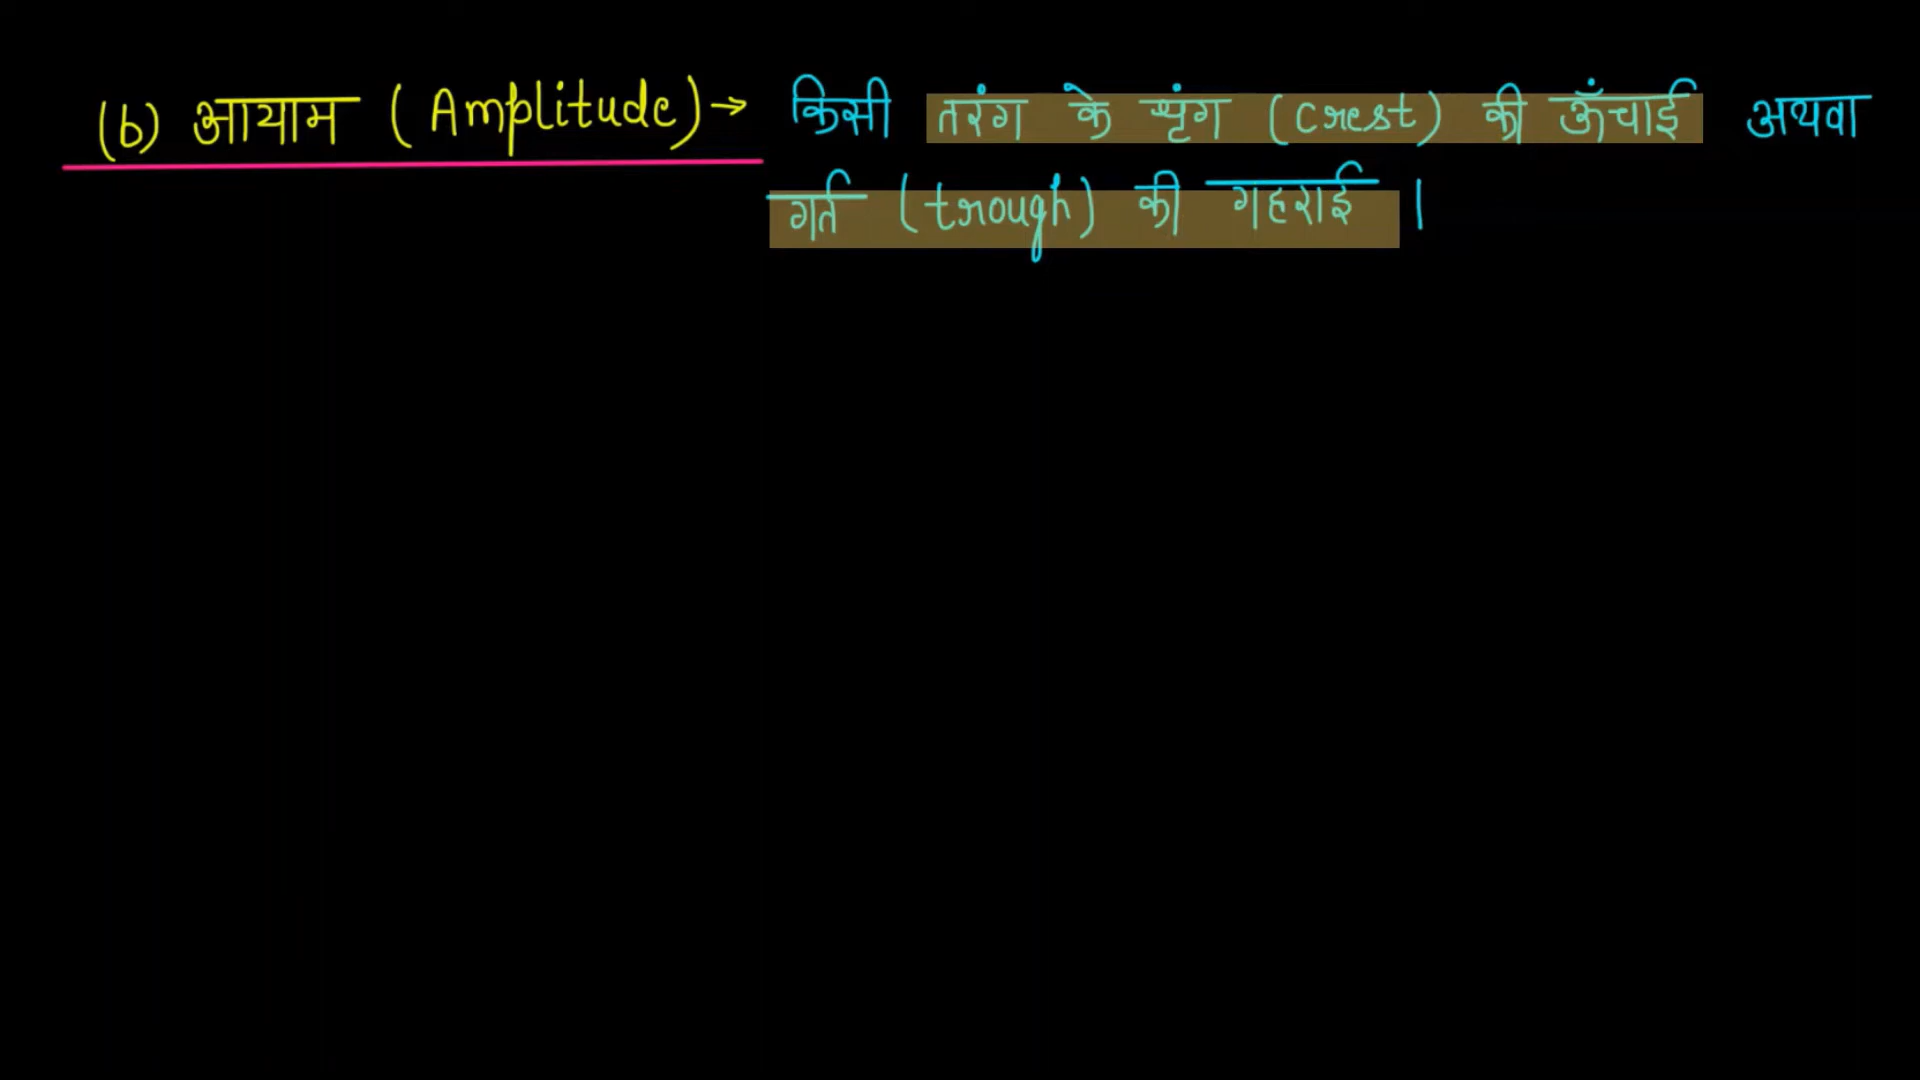 (b) आयाम (Amplitude)→ किसी तरंग के शृंग (crest) की ऊँचाई अथवा
गर्त (trough) की गहराई ।